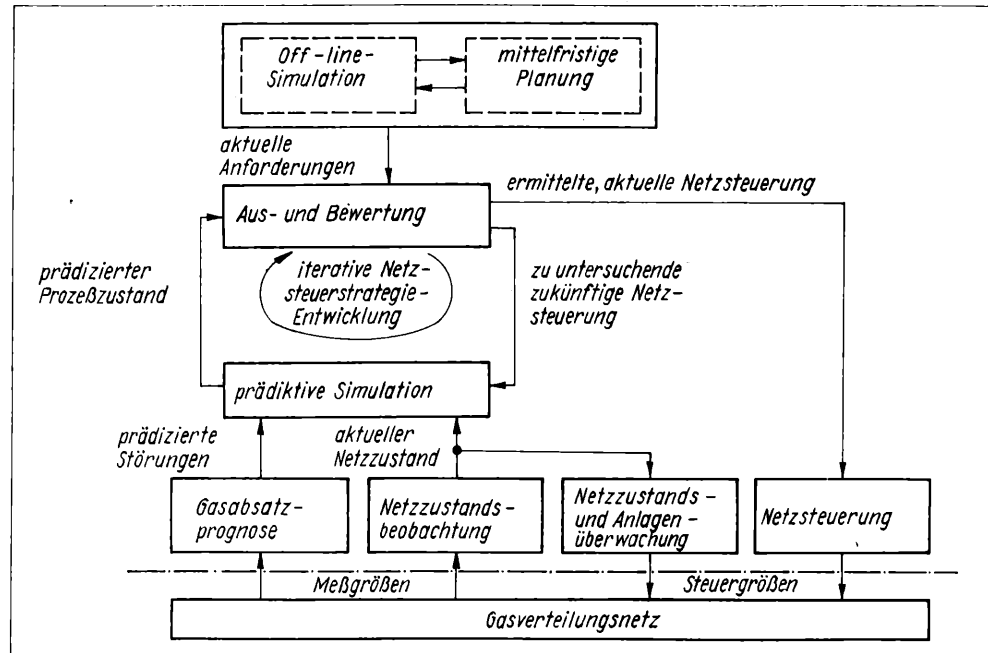 Off-line-
Simulation
mittelfristige
Planung
aktuelle
Anforderungen
ermittelte, aktuelle Netzsteuerung
Aus- und Bewertung
prädizierter
Prozeßzustand
iterative Netz-
steuerstrategie-
Entwicklung
zu untersuchende
zukünftige Netz-
steuerung
prädiktive Simulation
prädizierte
Störungen
aktueller
Netzzustand
Gasabsatz-
prognose
Netzzustands-
beobachtung
Netzzustands-
und Anlagen-
überwachung
Netzsteuerung
Meßgrößen
Steuergrößen
Gasverteilungsnetz